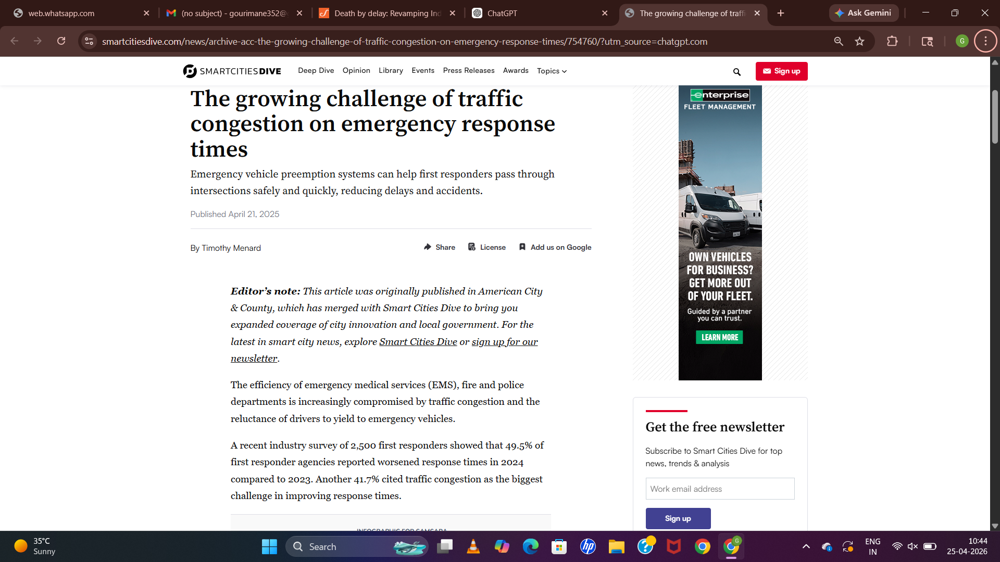 web.whatsapp.com
(no subject) - gourimane352@
Death by delay: Revamping Ind
ChatGPT
The growing challenge of traffi
Ask Gemini
smartcitiesdive.com/news/archive-acc-the-growing-challenge-of-traffic-congestion-on-emergency-response-times/754760/?utm_source=chatgpt.com
G
SMARTCITIESDIVE
Deep Dive
Opinion
Library
Events
Press Releases
Awards
Topics
Sign up
The growing challenge of traffic
congestion on emergency response
times
Emergency vehicle preemption systems can help first responders pass through
intersections safely and quickly, reducing delays and accidents.
Published April 21, 2025
By Timothy Menard
Share
License
Add us on Google
Editor’s note: This article was originally published in American City
& County, which has merged with Smart Cities Dive to bring you
expanded coverage of city innovation and local government. For the
latest in smart city news, explore Smart Cities Dive or sign up for our
newsletter.
The efficiency of emergency medical services (EMS), fire and police
departments is increasingly compromised by traffic congestion and the
reluctance of drivers to yield to emergency vehicles.
A recent industry survey of 2,500 first responders showed that 49.5% of
first responder agencies reported worsened response times in 2024
compared to 2023. Another 41.7% cited traffic congestion as the biggest
challenge in improving response times.
INFOGRAPHIC FOR SAMSARA
enterprise
FLEET MANAGEMENT
OWN VEHICLES
FOR BUSINESS?
GET MORE OUT
OF YOUR FLEET.
Guided by a partner
you can trust.
LEARN MORE
Get the free newsletter
Subscribe to Smart Cities Dive for top
news, trends & analysis
Work email address
Sign up
35°C
Sunny
Search
hp
G
ENG
IN
10:44
25-04-2026